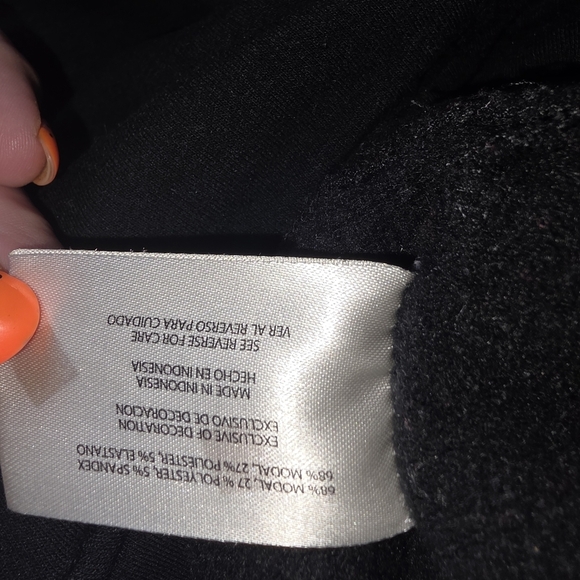 68% MODAL, 27 % POLYESTER, 5% SPANDEX
68% MODAL, 27% POLIESTER, 5% ELASTANO
EXCLUSIVE OF DECORATION
EXCLUSIVO DE DECORACION
MADE IN INDONESIA
HECHO EN INDONESIA
SEE REVERSE FOR CARE
VER AL REVERSO PARA CUIDADO